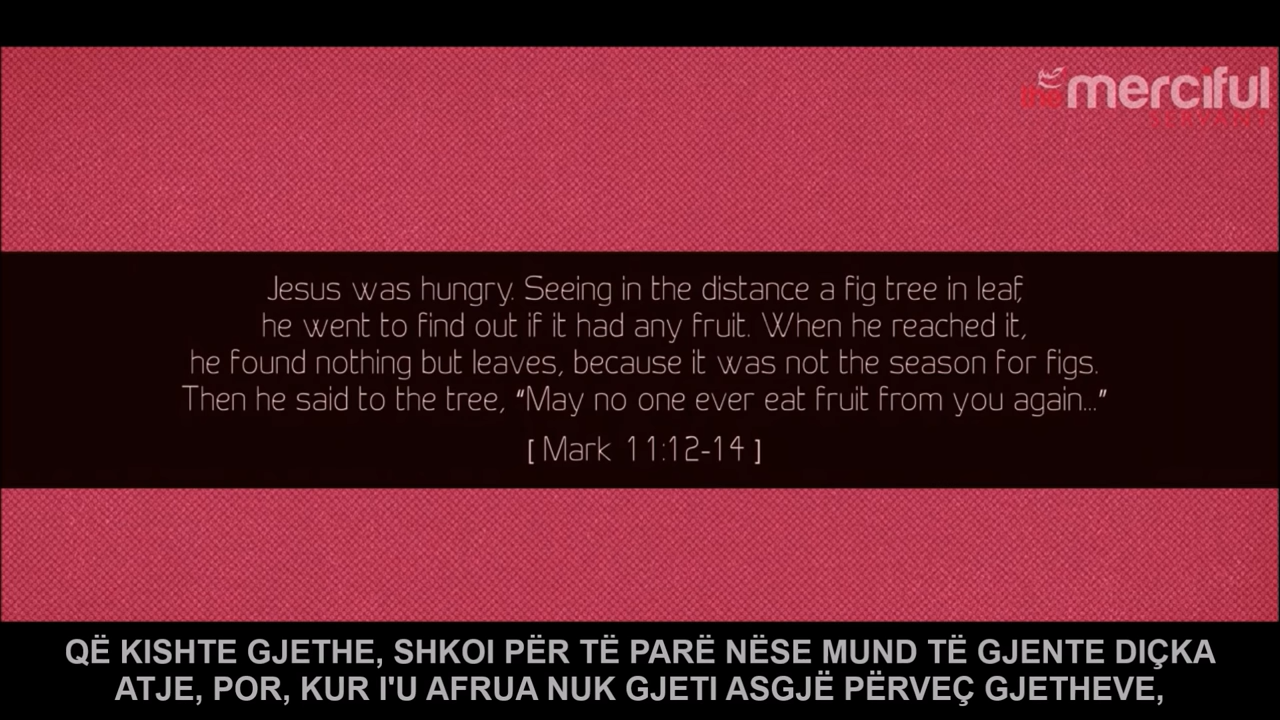 the merciful
SERVANT
Jesus was hungry. Seeing in the distance a fig tree in leaf,
he went to find out if it had any fruit. When he reached it,
he found nothing but leaves, because it was not the season for figs.
Then he said to the tree, “May no one ever eat fruit from you again...”
[ Mark 11:12-14 ]
QË KISHTE GJETHE, SHKOI PËR TË PARË NËSE MUND TË GJENTE DIÇKA
ATJE, POR, KUR I'U AFRUA NUK GJETI ASGJË PËRVEÇ GJETHEVE,